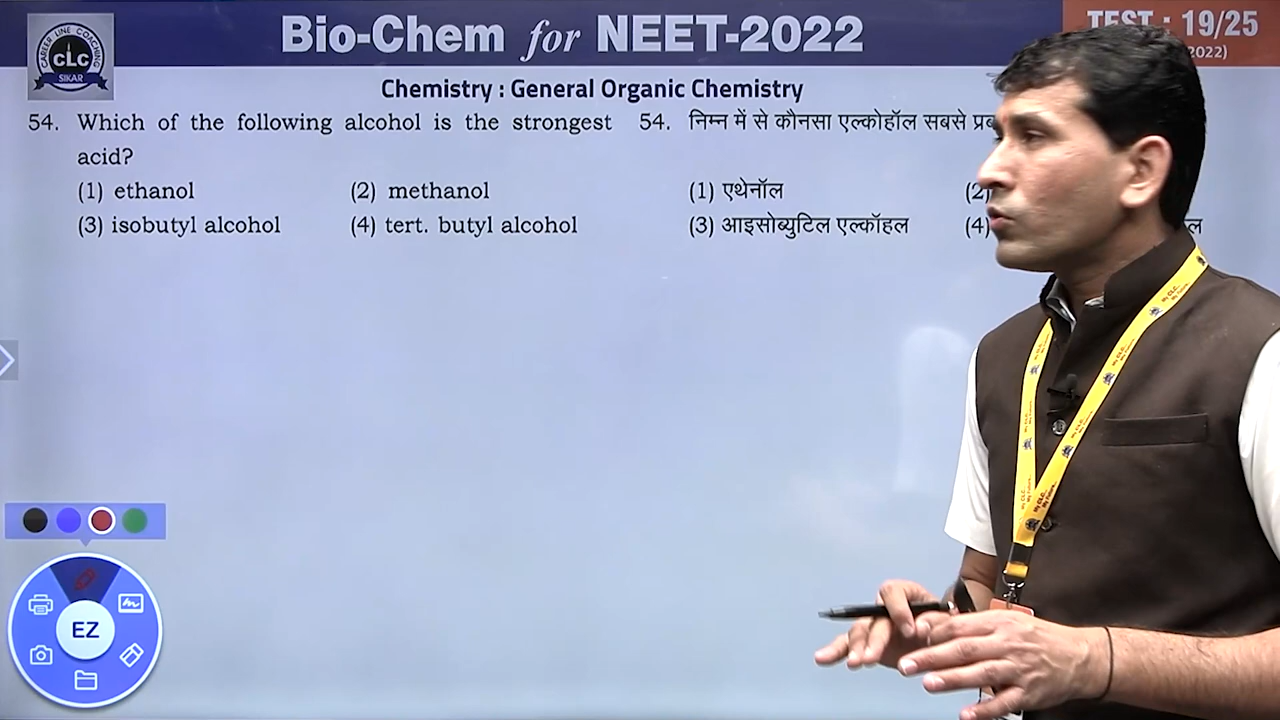 CAREER LINE COACHING
CLC
SIKAR
Bio-Chem for NEET-2022
TEST : 19/25
2022)
Chemistry : General Organic Chemistry
54. Which of the following alcohol is the strongest
acid?
(1) ethanol (2) methanol
(3) isobutyl alcohol (4) tert. butyl alcohol
54. निम्न में से कौनसा एल्कोहॉल सबसे
(1) एथेनॉल (2)
(3) आइसोब्युटिल एल्कॉहल (4)
EZ